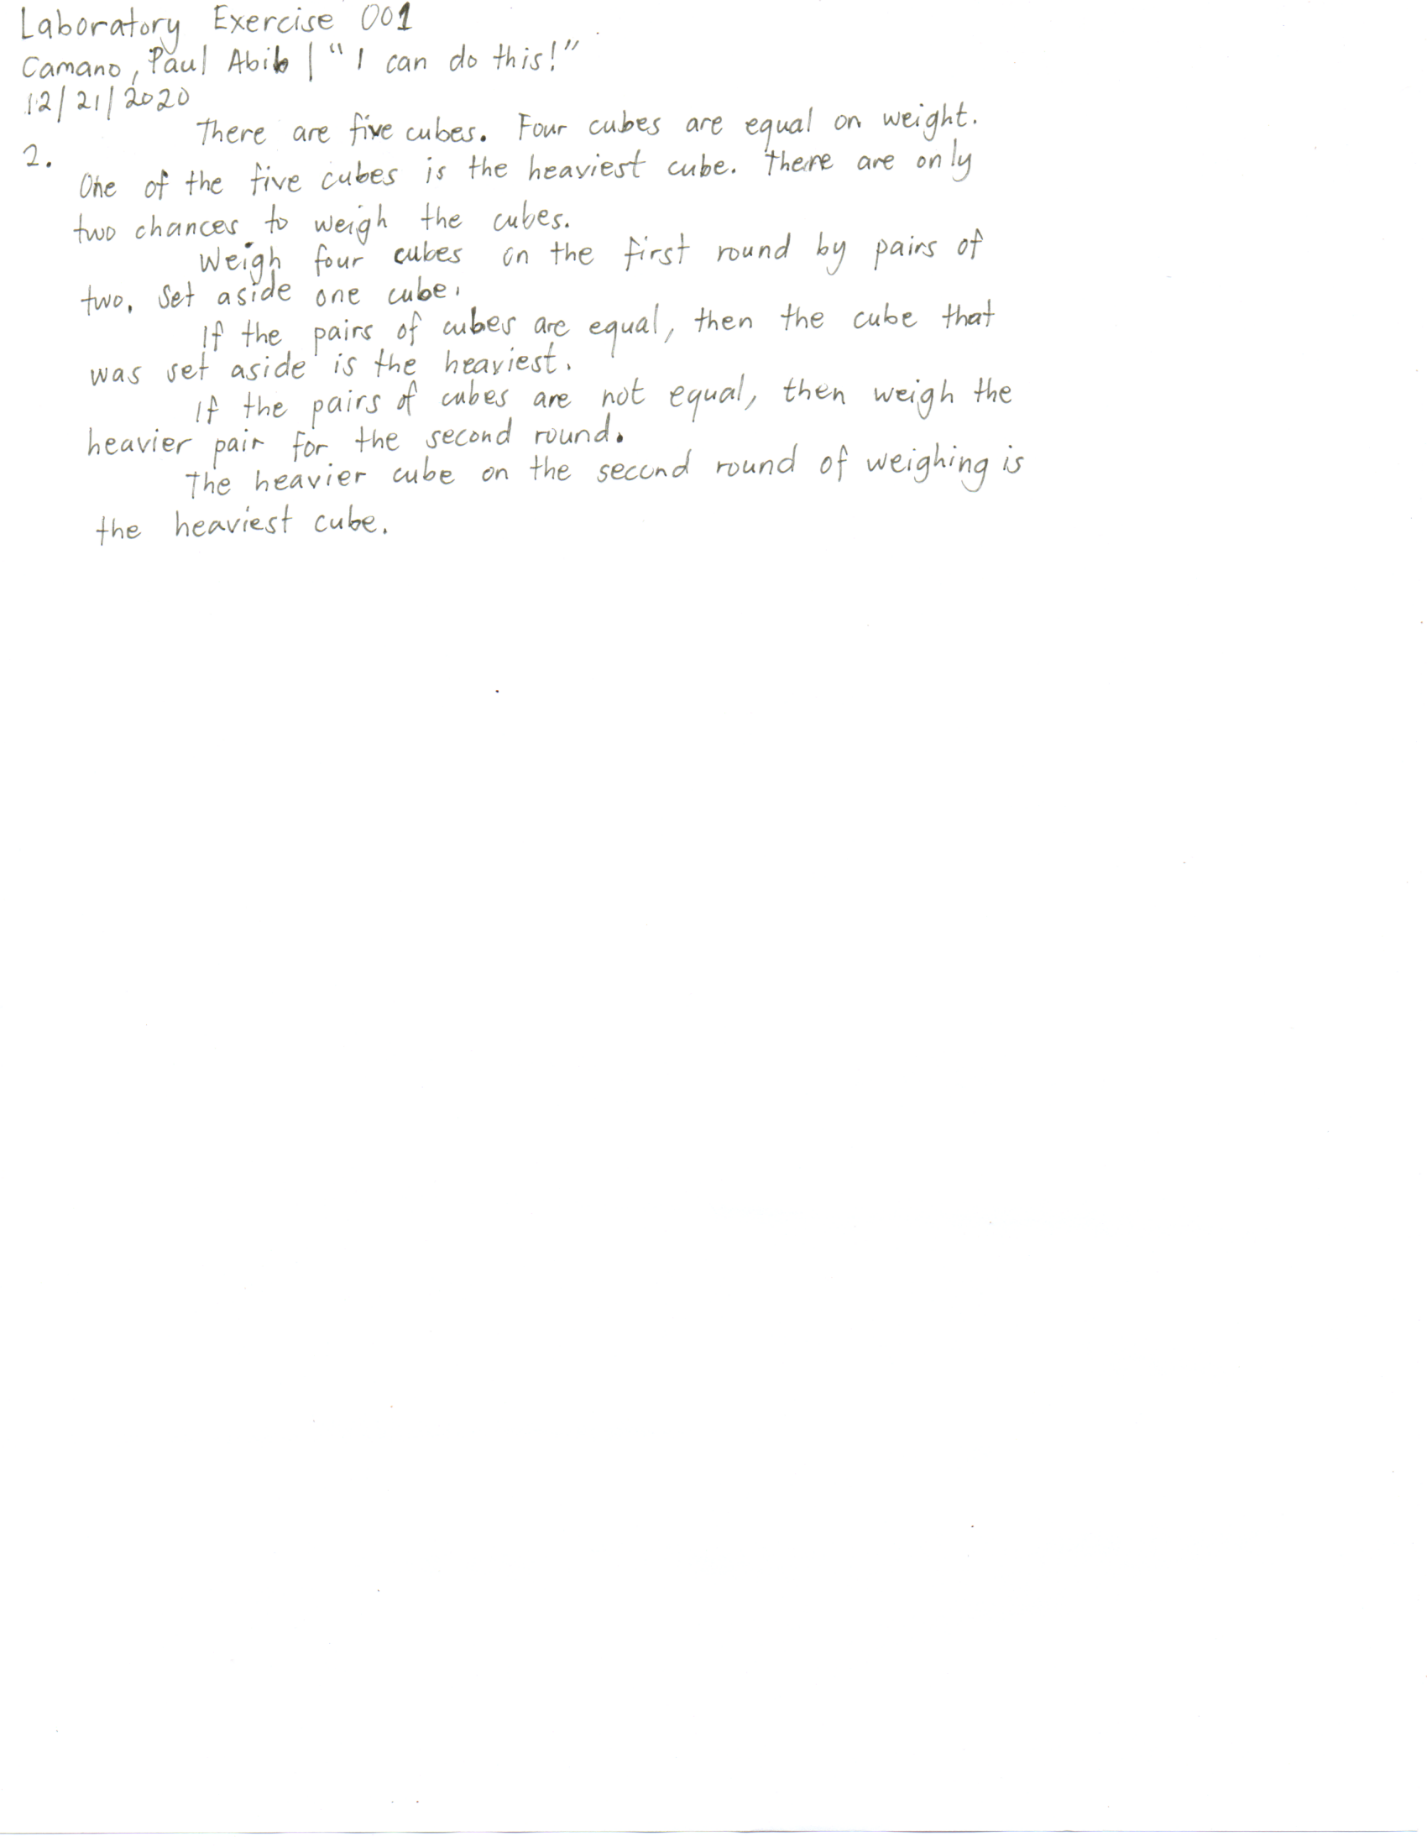 Laboratory Exercise 001
Camano, Paul Abib | "I can do this!"
12/21/2020
There are five cubes. Four cubes are equal on weight.
2.
One of the five cubes is the heaviest cube. There are only
two chances to weigh the cubes.
Weigh four cubes on the first round by pairs of
two. Set aside one cube.
If the pairs of cubes are equal, then the cube that
was set aside is the heaviest.
If the pairs of cubes are not equal, then weigh the
heavier pair for the second round.
The heavier cube on the second round of weighing is
the heaviest cube.